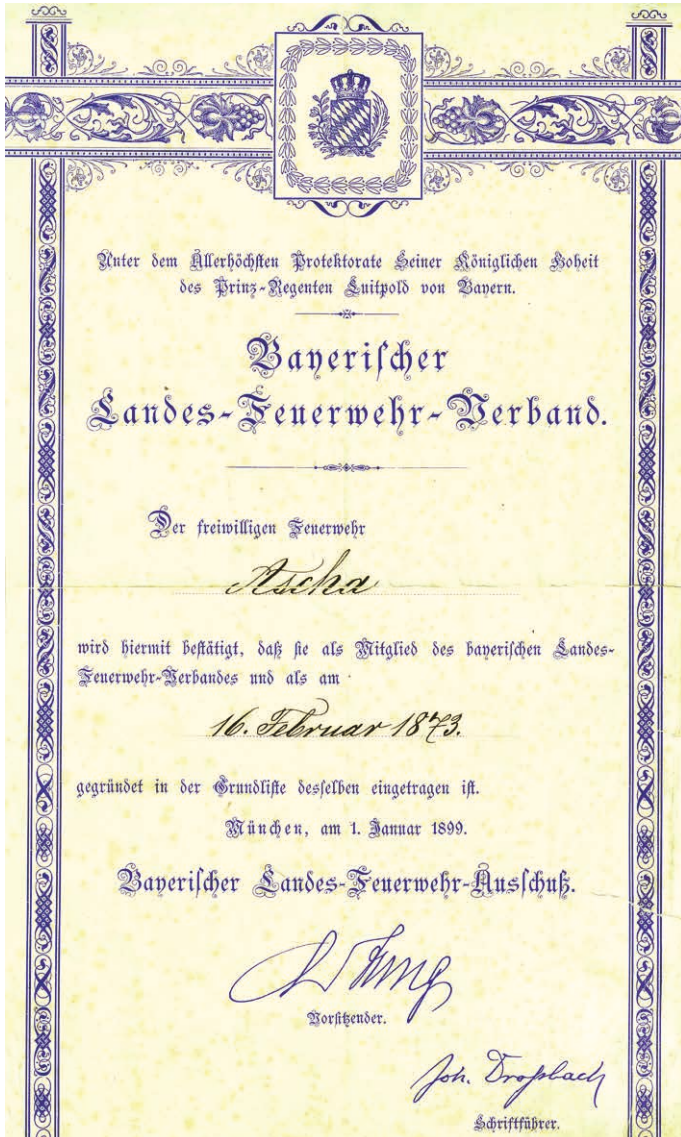 Unter dem Allerhöchsten Protektorate Seiner Königlichen Hoheit
des Prinz-Regenten Luitpold von Bayern.
Bayerischer
Landes-Feuerwehr-Verband.
Der freiwilligen Feuerwehr
Ascha
wird hiermit bestätigt, daß sie als Mitglied des bayerischen Landes-
Feuerwehr-Verbandes und als am
16. Februar 1873.
gegründet in der Grundliste desselben eingetragen ist.
München, am 1. Januar 1899.
Bayerischer Landes-Feuerwehr-Ausschuß.
Vorsitzender.
Joh. Droßbach
Schriftführer.